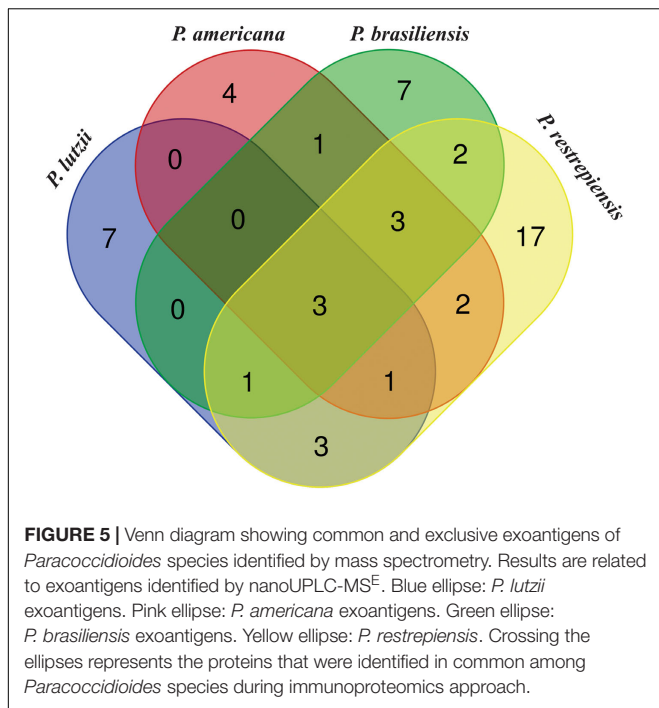 P. americana
P. brasiliensis
P. lutzii
P. restrepiensis
4
7
0
1
2
7
0
3
17
0
3
2
1
1
3
FIGURE 5 | Venn diagram showing common and exclusive exoantigens of
Paracoccidioides species identified by mass spectrometry. Results are related
to exoantigens identified by nanoUPLC-MSE. Blue ellipse: P. lutzii
exoantigens. Pink ellipse: P. americana exoantigens. Green ellipse:
P. brasiliensis exoantigens. Yellow ellipse: P. restrepiensis. Crossing the
ellipses represents the proteins that were identified in common among
Paracoccidioides species during immunoproteomics approach.